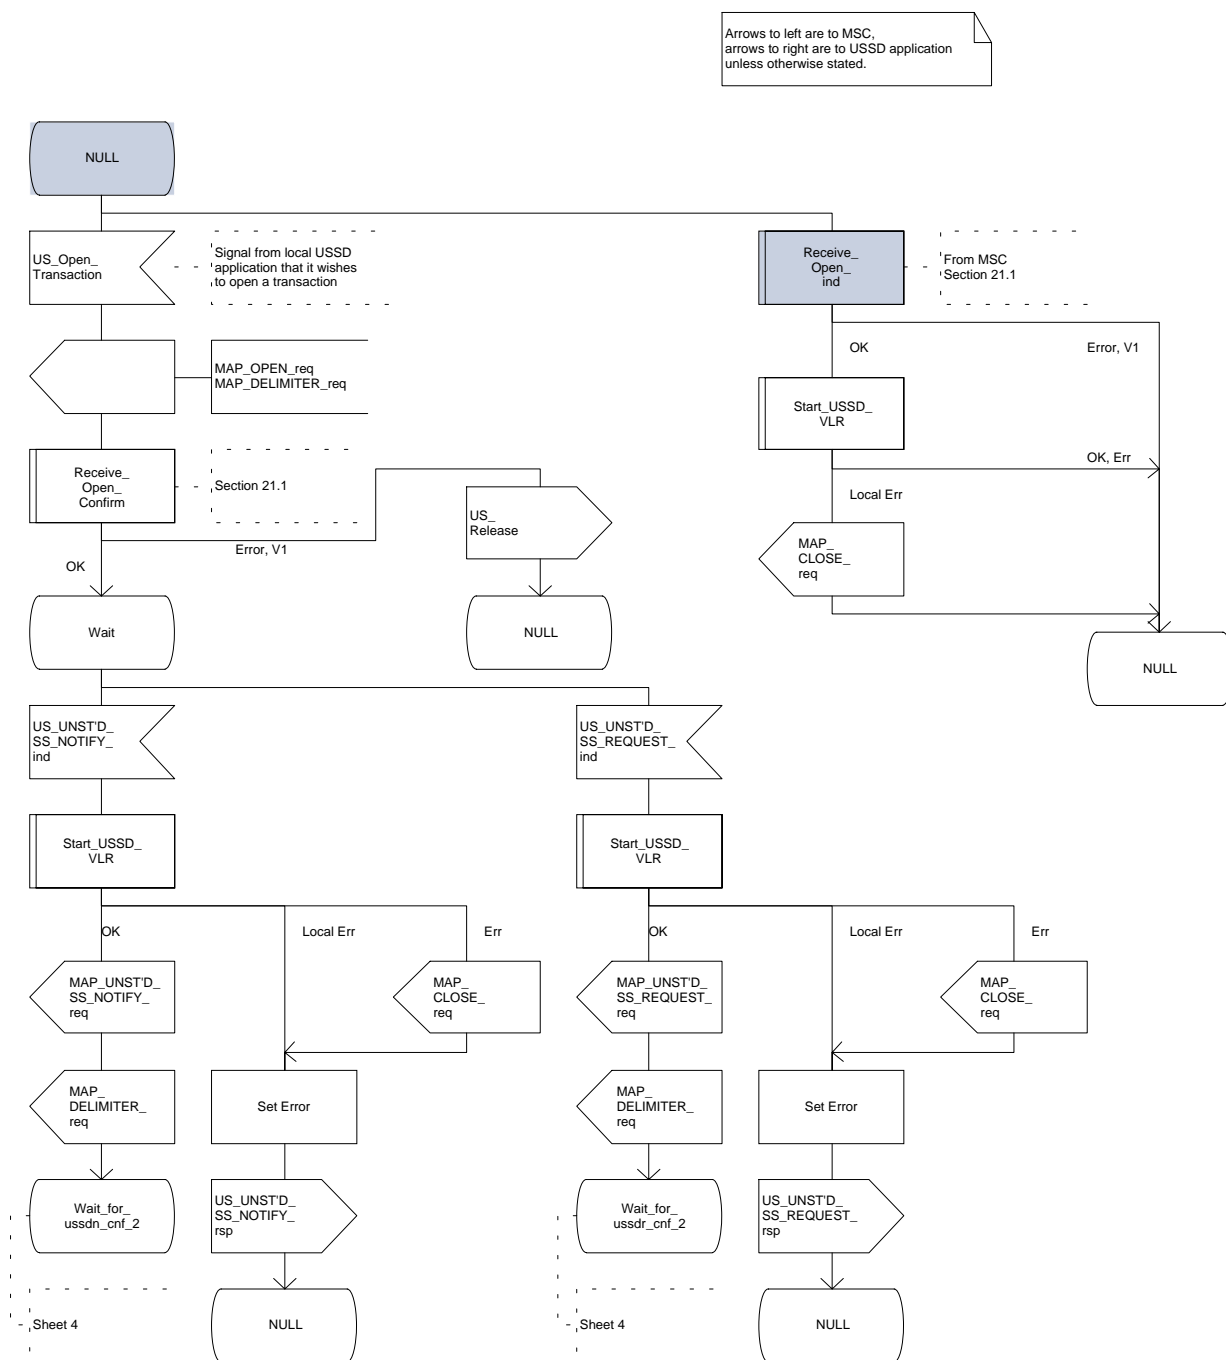 Arrows to left are to MSC,
arrows to right are to USSD application
unless otherwise stated.
NULL
US_Open_
Transaction
Signal from local USSD
application that it wishes
to open a transaction
Receive_
Open_
ind
From MSC
Section 21.1
MAP_OPEN_req
MAP_DELIMITER_req
OK
Error, V1
Start_USSD_
VLR
Receive_
Open_
Confirm
Section 21.1
OK, Err
Local Err
US_
Release
Error, V1
OK
MAP_
CLOSE_
req
Wait
NULL
NULL
US_UNST'D_
SS_NOTIFY_
ind
US_UNST'D_
SS_REQUEST_
ind
Start_USSD_
VLR
Start_USSD_
VLR
OK
Local Err
Err
OK
Local Err
Err
MAP_UNST'D_
SS_NOTIFY_
req
MAP_
CLOSE_
req
MAP_UNST'D_
SS_REQUEST_
req
MAP_
CLOSE_
req
MAP_
DELIMITER_
req
Set Error
MAP_
DELIMITER_
req
Set Error
Wait_for_
ussdn_cnf_2
US_UNST'D_
SS_NOTIFY_
rsp
Wait_for_
ussdr_cnf_2
US_UNST'D_
SS_REQUEST_
rsp
Sheet 4
NULL
Sheet 4
NULL